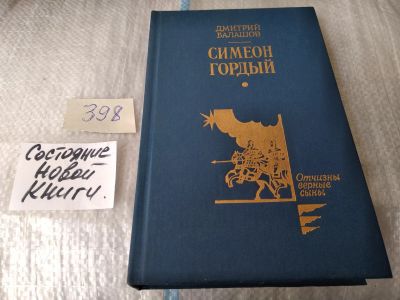 ДМИТРИЙ
БАЛАШОВ
СИМЕОН
ГОРДЫЙ
Отчизны
верные
сыны
398
Состояние
Новой
Книги.